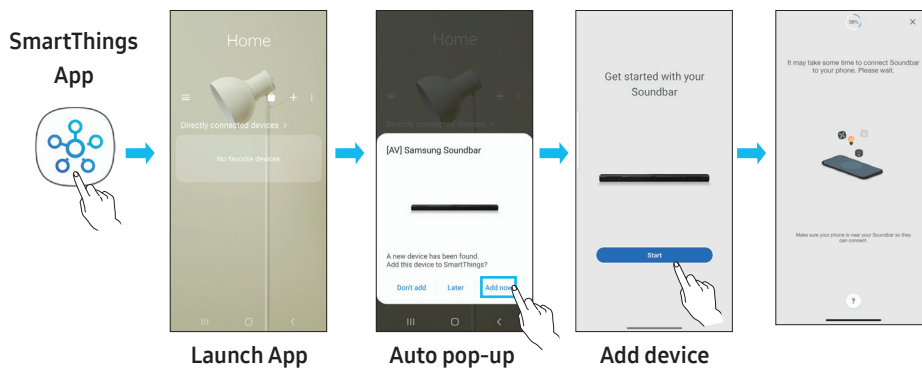 SmartThings
App
Home
Directly connected devices >
No favorite devices
Launch App
Home
Directly connected devices >
[AV] Samsung Soundbar
A new device has been found.
Add this device to SmartThings?
Don't add
Later
Add now
Auto pop-up
Get started with your
Soundbar
Start
Add device
38%
It may take some time to connect Soundbar
to your phone. Please wait.
Make sure your phone is near your Soundbar so they
can connect.
?